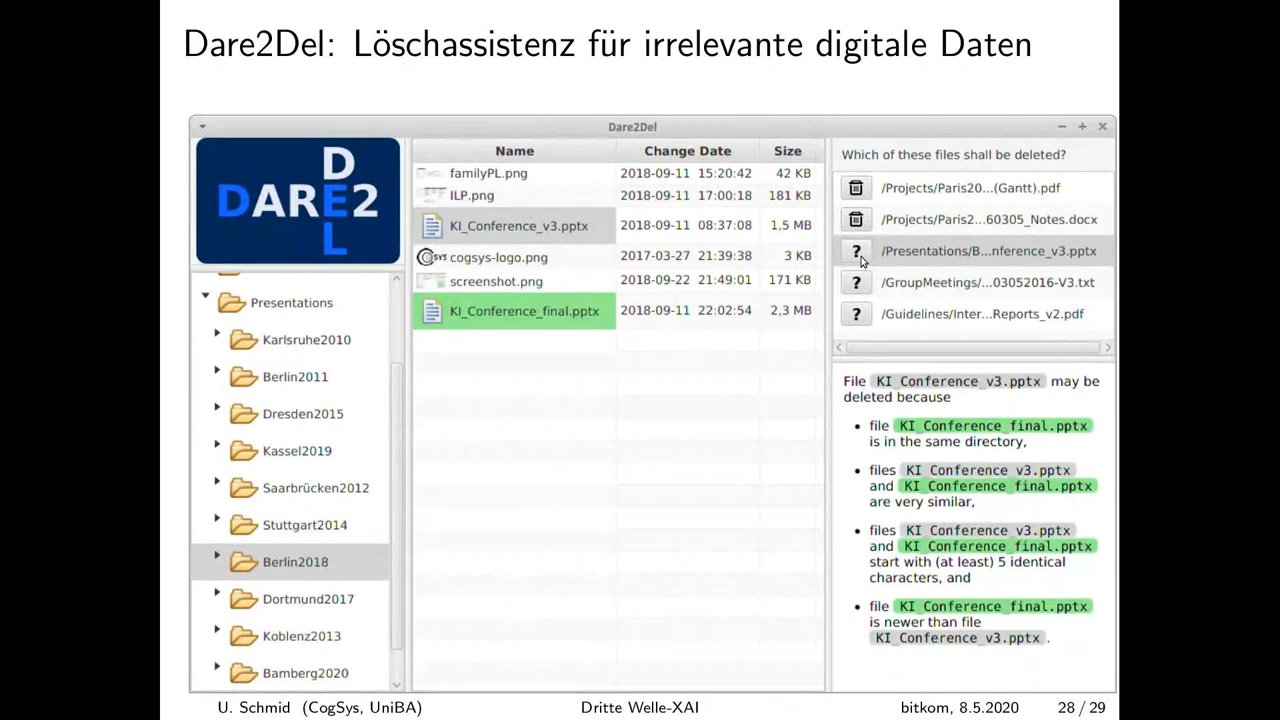 Dare2Del: Löschassistenz für irrelevante digitale Daten
Dare2Del
DARE2
DEL
Presentations
Karlsruhe2010
Berlin2011
Dresden2015
Kassel2019
Saarbrücken2012
Stuttgart2014
Berlin2018
Dortmund2017
Koblenz2013
Bamberg2020
Name Change Date Size
familyPL.png 2018-09-11 15:20:42 42 KB
ILP.png 2018-09-11 17:00:18 181 KB
KI_Conference_v3.pptx 2018-09-11 08:37:08 1,5 MB
cogsys-logo.png 2017-03-27 21:39:38 3 KB
screenshot.png 2018-09-22 21:49:01 171 KB
KI_Conference_final.pptx 2018-09-11 22:02:54 2,3 MB
Which of these files shall be deleted?
/Projects/Paris20...(Gantt).pdf
/Projects/Paris2...60305_Notes.docx
? /Presentations/B...nference_v3.pptx
? /GroupMeetings/...03052016-V3.txt
? /Guidelines/Inter...Reports_v2.pdf
File KI_Conference_v3.pptx may be
deleted because
• file KI_Conference_final.pptx
is in the same directory,
• files KI_Conference_v3.pptx
and KI_Conference_final.pptx
are very similar,
• files KI_Conference_v3.pptx
and KI_Conference_final.pptx
start with (at least) 5 identical
characters, and
• file KI_Conference_final.pptx
is newer than file
KI_Conference_v3.pptx .
U. Schmid (CogSys, UniBA) Dritte Welle-XAI bitkom, 8.5.2020 28 / 29